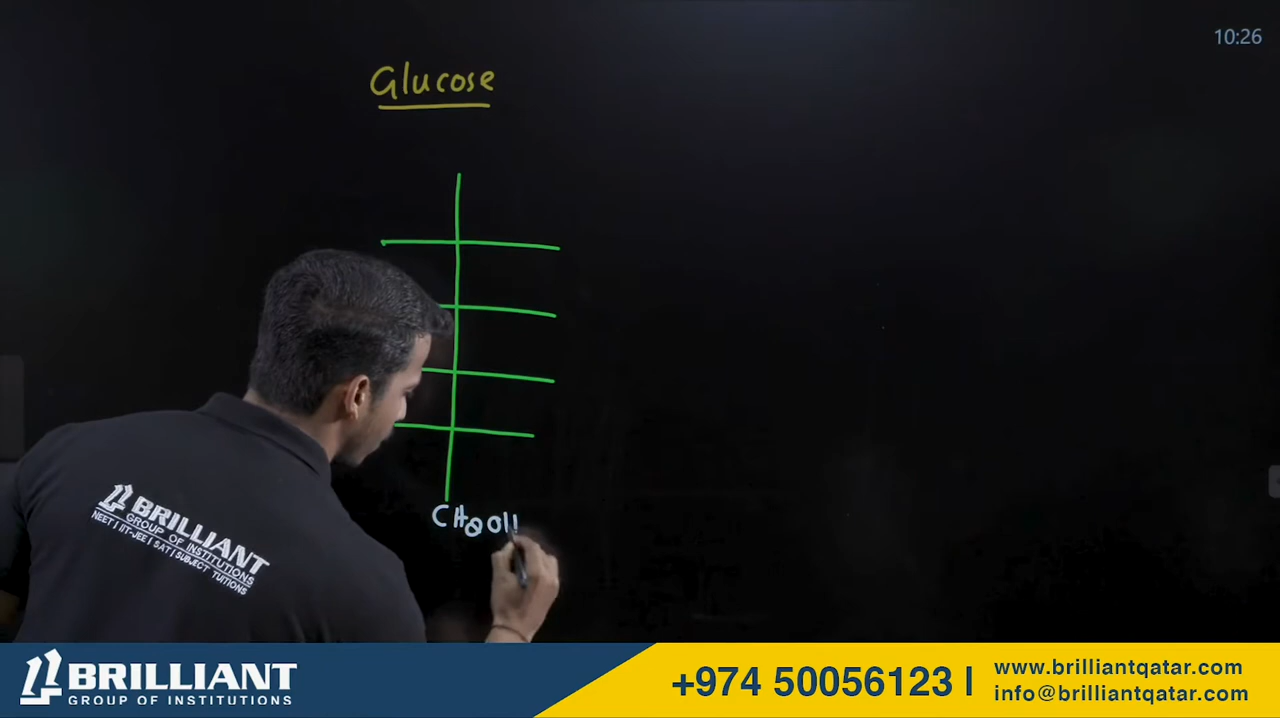 10:26
Glucose
CH2OH
BRILLIANT
GROUP OF INSTITUTIONS
NEET | IIT-JEE | SAT | SUBJECT TUITIONS
BRILLIANT
GROUP OF INSTITUTIONS
+974 50056123 |
www.brilliantqatar.com
info@brilliantqatar.com